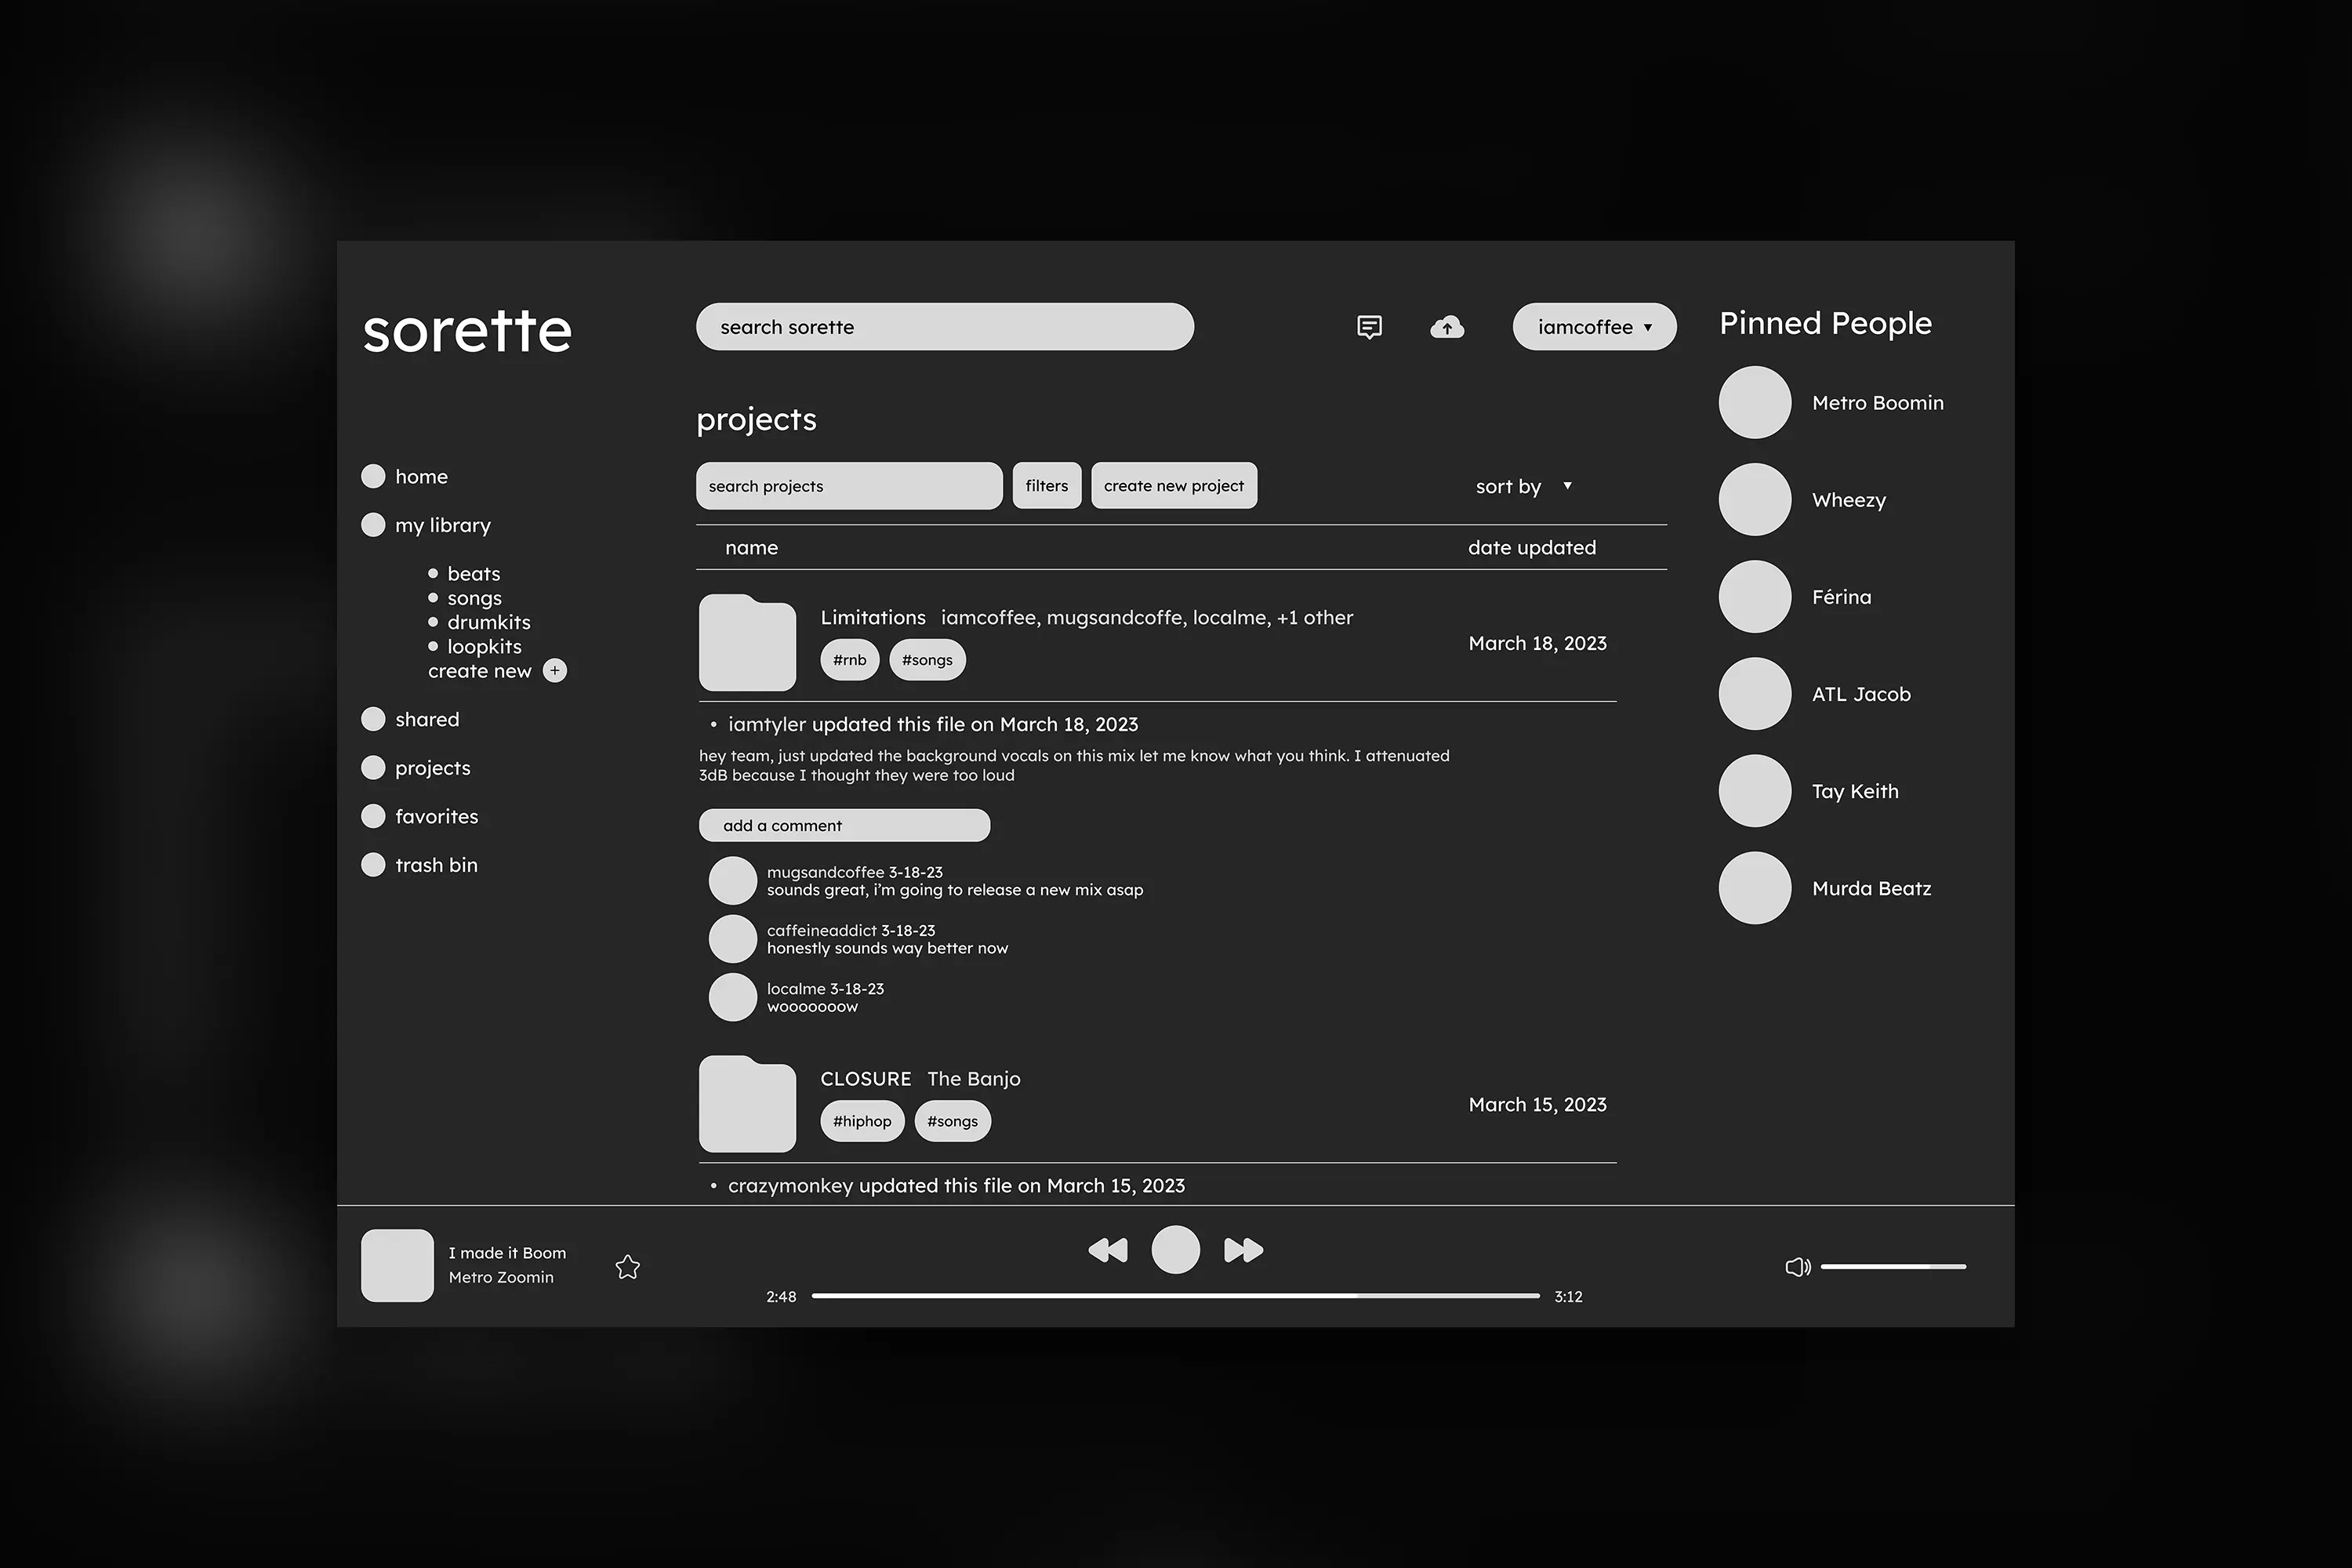 sorette
search sorette
iamcoffee ▼
Pinned People
Metro Boomin
Wheezy
Férina
ATL Jacob
Tay Keith
Murda Beatz
home
my library
• beats
• songs
• drumkits
• loopkits
create new +
shared
projects
favorites
trash bin
projects
search projects
filters
create new project
sort by ▼
name
date updated
Limitations iamcoffee, mugsandcoffe, localme, +1 other
#rnb #songs
March 18, 2023
• iamtyler updated this file on March 18, 2023
hey team, just updated the background vocals on this mix let me know what you think. I attenuated
3dB because I thought they were too loud
add a comment
mugsandcoffee 3-18-23
sounds great, i'm going to release a new mix asap
caffeineaddict 3-18-23
honestly sounds way better now
localme 3-18-23
wooooooow
CLOSURE The Banjo
#hiphop #songs
March 15, 2023
• crazymonkey updated this file on March 15, 2023
I made it Boom
Metro Zoomin
2:48
3:12